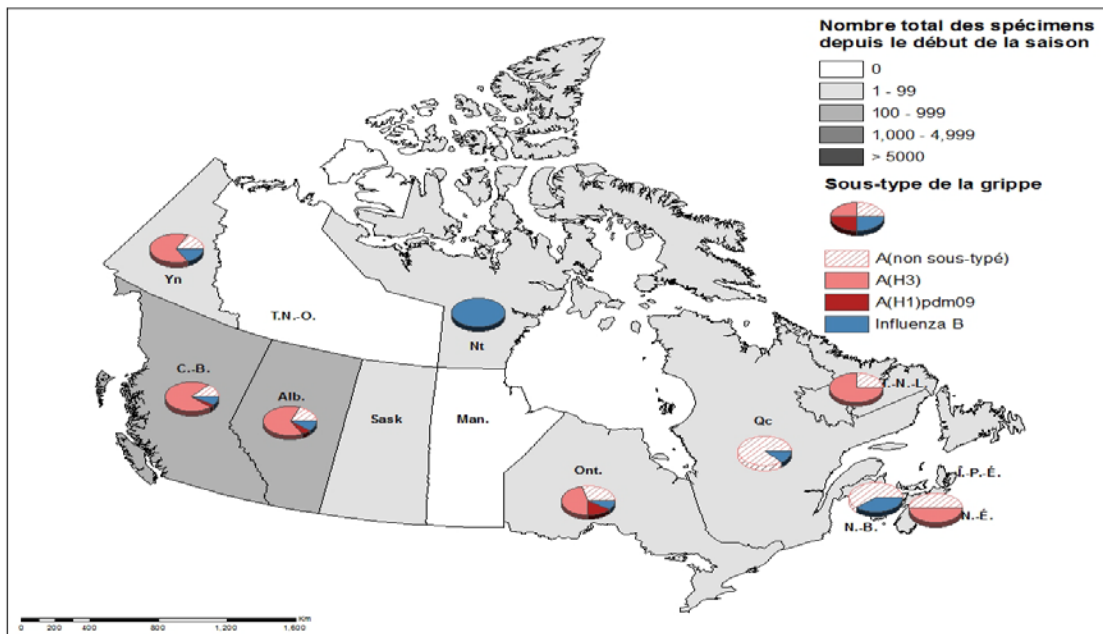 Nombre total des spécimens
depuis le début de la saison
0
1 - 99
100 - 999
1,000 - 4,999
> 5000
Sous-type de la grippe
A(non sous-typé)
A(H3)
A(H1)pdm09
Influenza B
Yn
T.N.-O.
Nt
C.-B.
Alb.
Sask
Man.
Ont.
Qc
T.-N.-L.
Î.-P.-É.
N.-B. *
N.-É.
Km
0 200 400 800 1,200 1,600